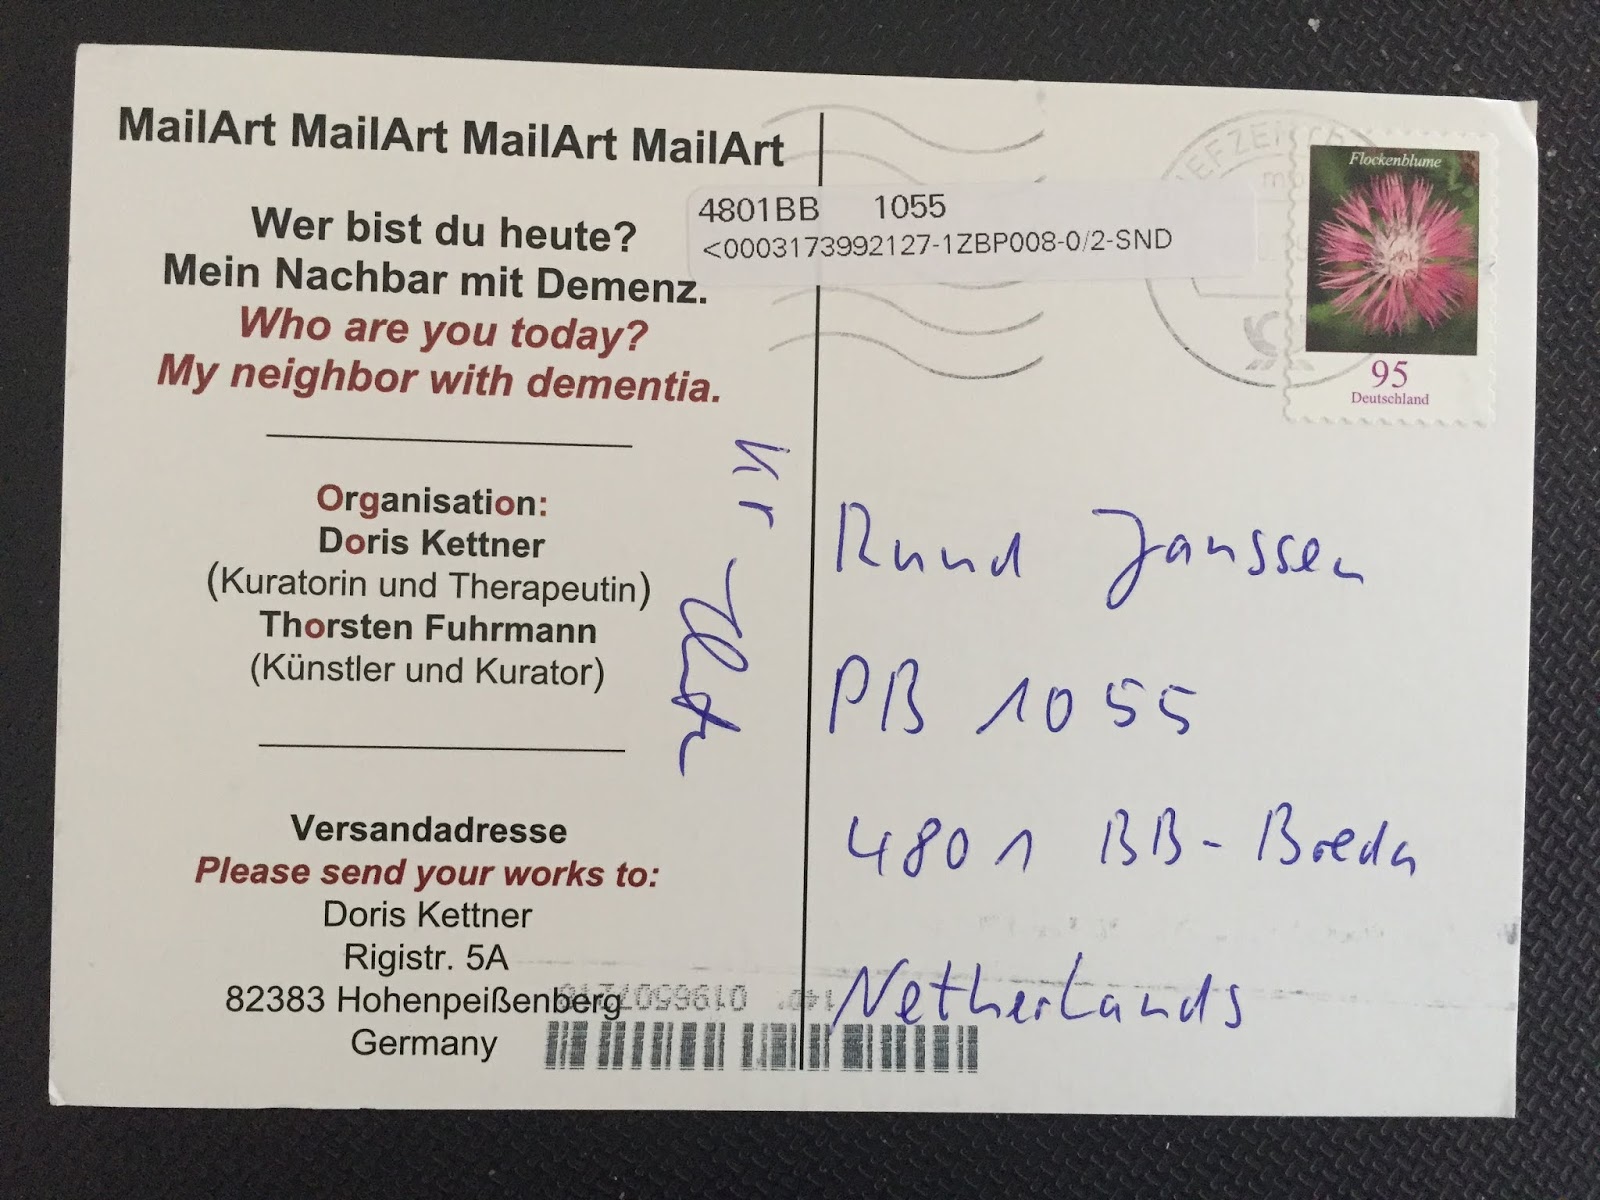 MailArt MailArt MailArt MailArt
Wer bist du heute?
Mein Nachbar mit Demenz.
Who are you today?
My neighbor with dementia.
Organisation:
Doris Kettner
(Kuratorin und Therapeutin)
Thorsten Fuhrmann
(Künstler und Kurator)
Versandadresse
Please send your works to:
Doris Kettner
Rigistr. 5A
82383 Hohenpeißenberg
Germany
4801BB 1055
<0003173992127-1ZBP008-0/2-SND
Flockenblume
95
Deutschland
Ruud Janssen
PB 1055
4801 BB - Breda
Netherlands